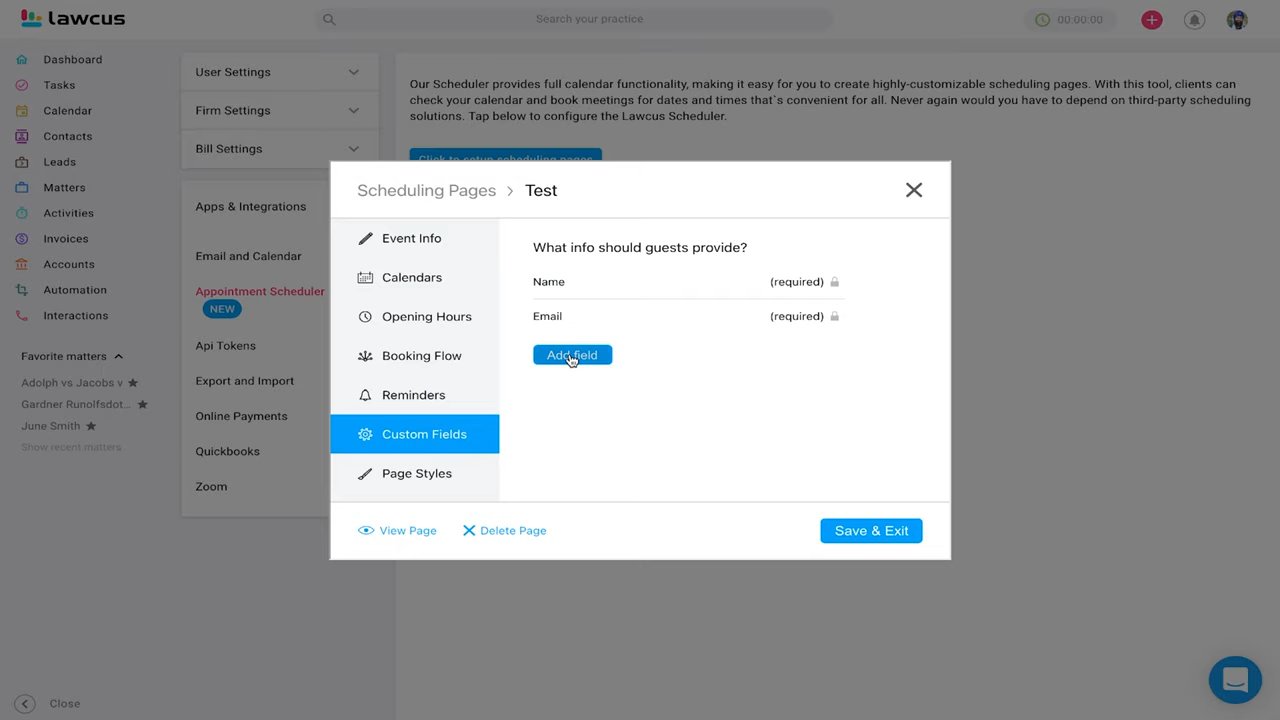 lawcus
Search your practice
00:00:00
Dashboard
Tasks
Calendar
Contacts
Leads
Matters
Activities
Invoices
Accounts
Automation
Interactions
Favorite matters
Adolph vs Jacobs v
Gardner Runolfsdot...
June Smith
Show recent matters
Close
User Settings
Firm Settings
Bill Settings
Apps & Integrations
Email and Calendar
Appointment Scheduler
NEW
Api Tokens
Export and Import
Online Payments
Quickbooks
Zoom
Our Scheduler provides full calendar functionality, making it easy for you to create highly-customizable scheduling pages. With this tool, clients can
check your calendar and book meetings for dates and times that`s convenient for all. Never again would you have to depend on third-party scheduling
solutions. Tap below to configure the Lawcus Scheduler.
Click to setup scheduling pages
Scheduling Pages > Test
Event Info
Calendars
Opening Hours
Booking Flow
Reminders
Custom Fields
Page Styles
What info should guests provide?
Name (required)
Email (required)
Add field
View Page
Delete Page
Save & Exit